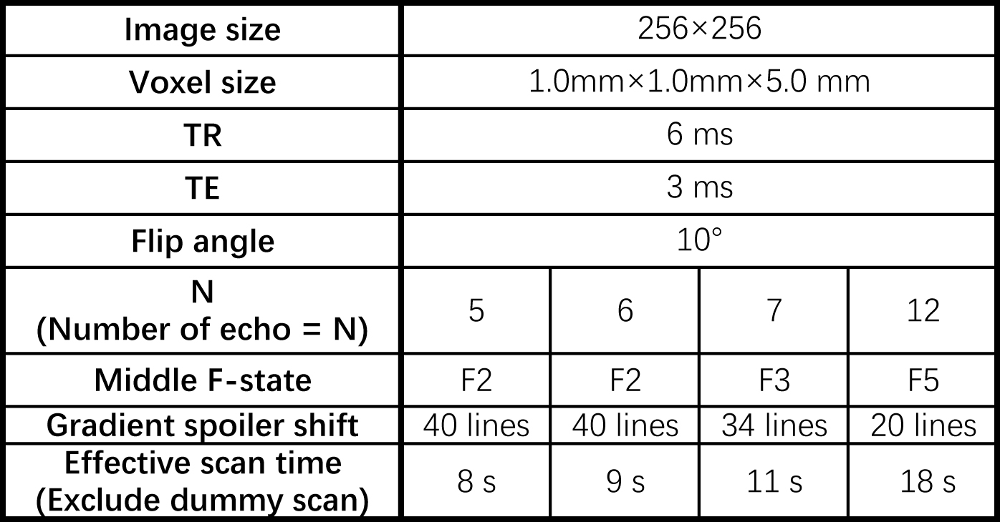 Image size 256×256
Voxel size 1.0mm×1.0mm×5.0 mm
TR 6 ms
TE 3 ms
Flip angle 10°
N
(Number of echo = N) 5 6 7 12
Middle F-state F2 F2 F3 F5
Gradient spoiler shift 40 lines 40 lines 34 lines 20 lines
Effective scan time
(Exclude dummy scan) 8 s 9 s 11 s 18 s